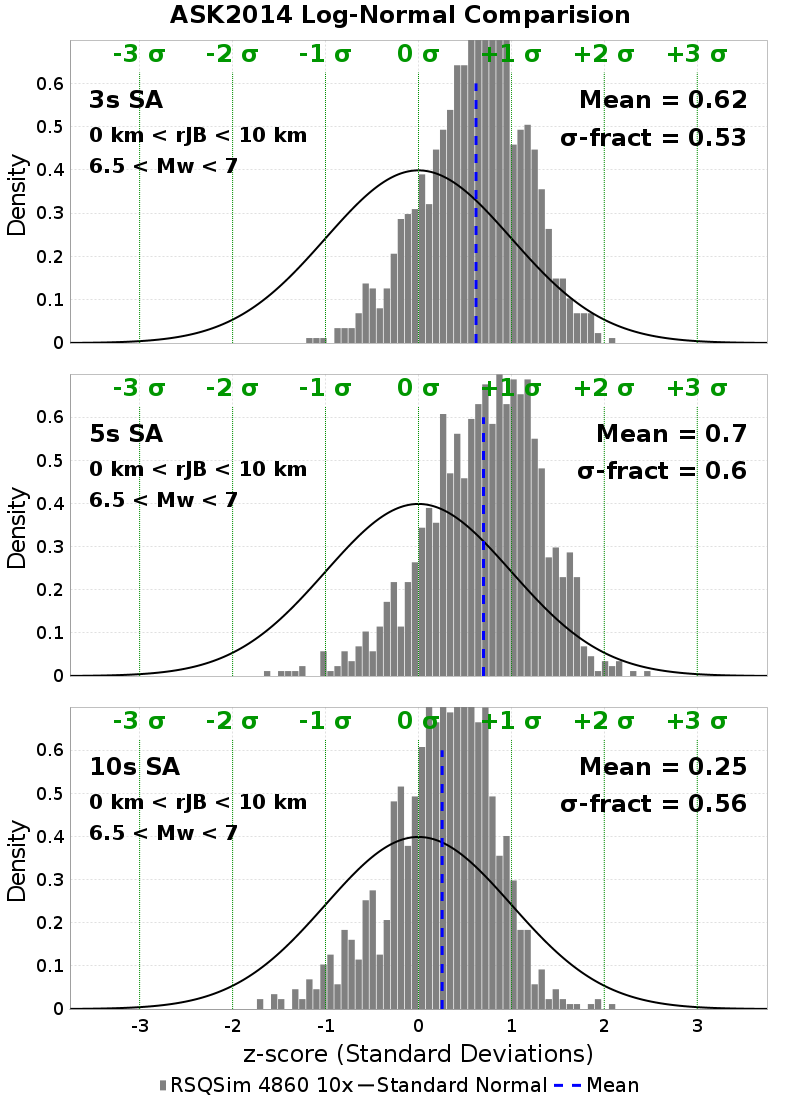 ASK2014 Log-Normal Comparision
-3 σ -2 σ -1 σ 0 σ +1 σ +2 σ +3 σ
3s SA
0 km < rJB < 10 km
6.5 < Mw < 7
Mean = 0.62
σ-fract = 0.53
Density
0.6
0.5
0.4
0.3
0.2
0.1
0
-3 σ -2 σ -1 σ 0 σ +1 σ +2 σ +3 σ
5s SA
0 km < rJB < 10 km
6.5 < Mw < 7
Mean = 0.7
σ-fract = 0.6
Density
0.6
0.5
0.4
0.3
0.2
0.1
0
-3 σ -2 σ -1 σ 0 σ +1 σ +2 σ +3 σ
10s SA
0 km < rJB < 10 km
6.5 < Mw < 7
Mean = 0.25
σ-fract = 0.56
Density
0.6
0.5
0.4
0.3
0.2
0.1
0
-3 -2 -1 0 1 2 3
z-score (Standard Deviations)
RSQSim 4860 10x Standard Normal Mean